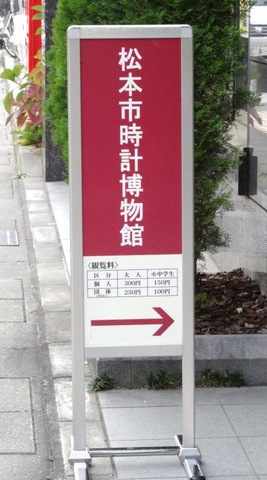 松本市時計博物館
〈観覧料〉
区分 大人 小中学生
個人 300円 150円
団体 250円 100円